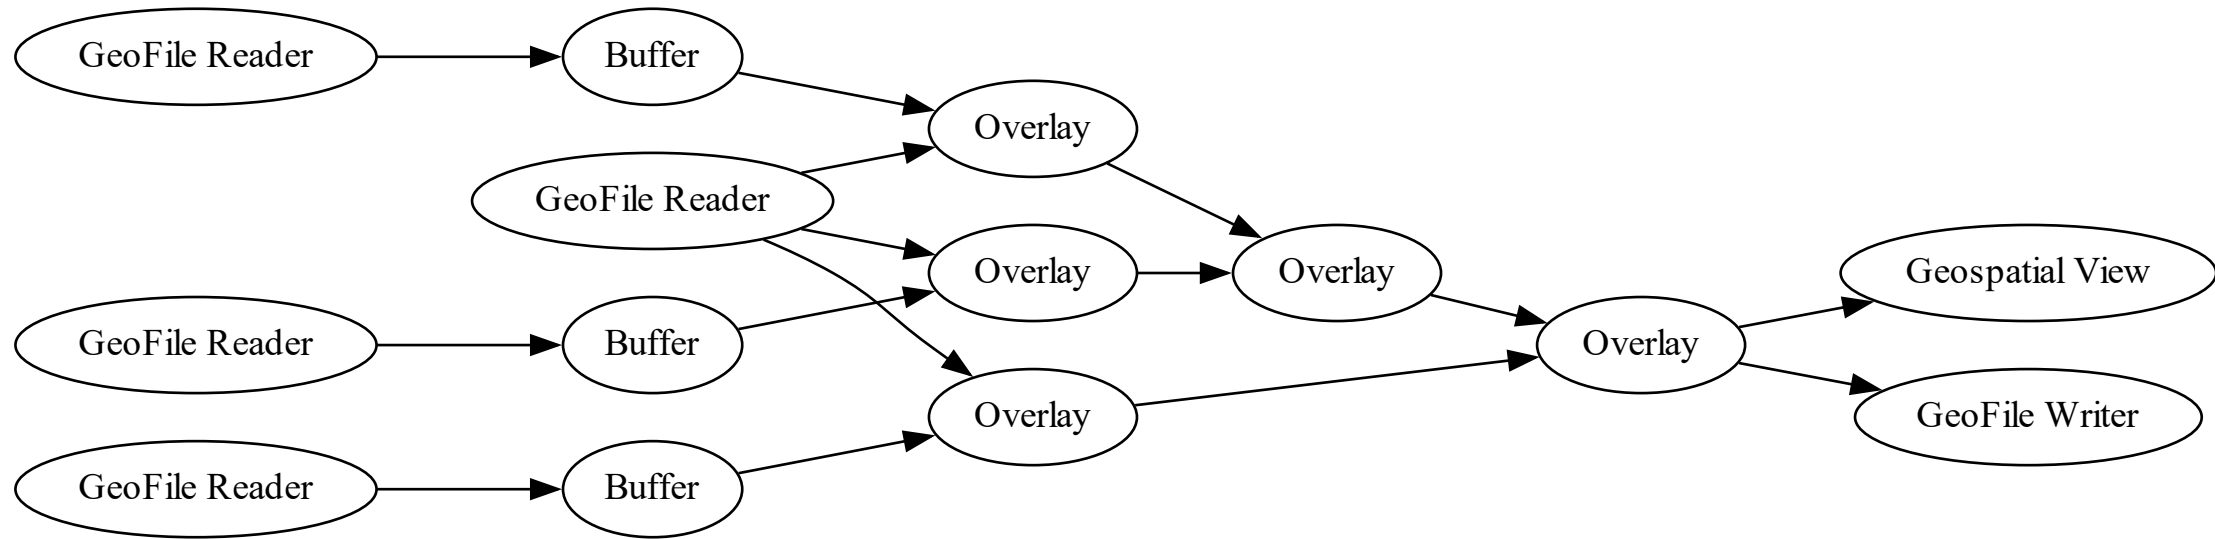 GeoFile Reader
Buffer
Overlay
GeoFile Reader
Overlay
Overlay
Geospatial View
GeoFile Reader
Buffer
Overlay
Overlay
GeoFile Writer
GeoFile Reader
Buffer